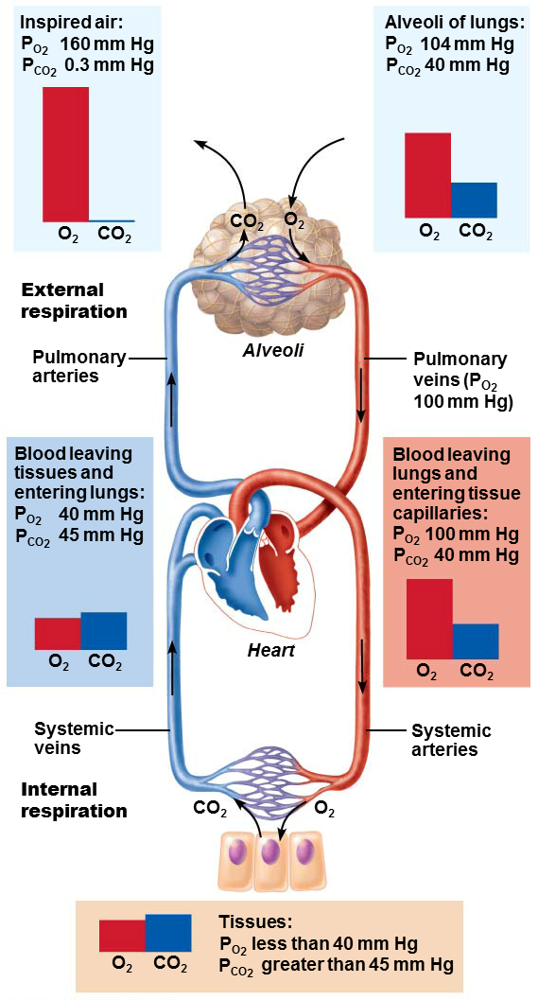 Inspired air:
PO₂ 160 mm Hg
PCO₂ 0.3 mm Hg
O₂ CO₂
Alveoli of lungs:
PO₂ 104 mm Hg
PCO₂ 40 mm Hg
O₂ CO₂
CO₂ O₂
External
respiration
Alveoli
Pulmonary
arteries
Pulmonary
veins (PO₂
100 mm Hg)
Blood leaving
tissues and
entering lungs:
PO₂ 40 mm Hg
PCO₂ 45 mm Hg
O₂ CO₂
Blood leaving
lungs and
entering tissue
capillaries:
PO₂ 100 mm Hg
PCO₂ 40 mm Hg
O₂ CO₂
Heart
Systemic
veins
Systemic
arteries
Internal
respiration
CO₂ O₂
Tissues:
PO₂ less than 40 mm Hg
PCO₂ greater than 45 mm Hg
O₂ CO₂